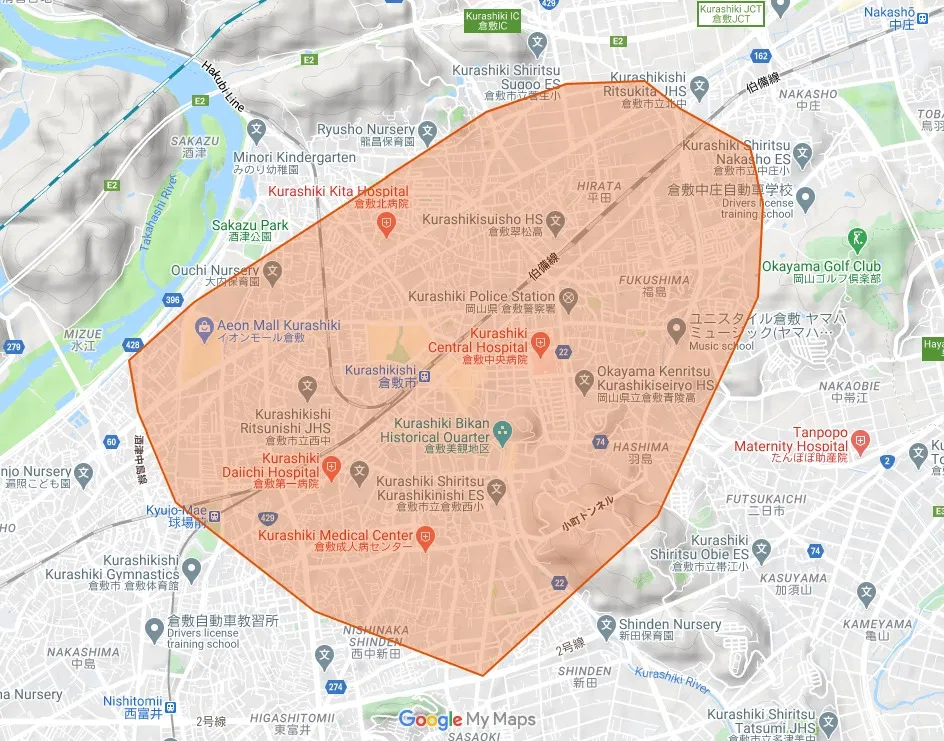 Kurashiki IC
倉敷IC
429
Kurashiki JCT
倉敷JCT
Nakashō
中庄
E2
E2
162
Hakubi Line
Kurashiki Shiritsu
Sugoo ES
倉敷市立菅生小
Kurashikishi
Ritsukita JHS
倉敷市立北中
伯備線
NAKASHO
中庄
E2
SAKAZU
酒津
Ryusho Nursery
龍昌保育園
Minori Kindergarten
みのり幼稚園
Kurashiki Shiritsu
Nakasho ES
倉敷市立中庄小
E2
Takahashi River
Kurashiki Kita Hospital
倉敷北病院
HIRATA
平田
倉敷中庄自動車学校
Drivers license
training school
Sakazu Park
酒津公園
Kurashikisuisho HS
倉敷翠松高
Okayama Golf Club
岡山ゴルフ倶楽部
伯備線
Ouchi Nursery
大内保育園
FUKUSHIMA
福島
396
Kurashiki Police Station
岡山県 倉敷警察署
Aeon Mall Kurashiki
イオンモール倉敷
ユニスタイル倉敷 ヤマハ
ミュージック(ヤマハ…
Music school
MIZUE
水江
279
428
Kurashiki
Central Hospital
倉敷中央病院
22
Haya
Kurashikishi
倉敷市
Okayama Kenritsu
Kurashikiseiryo HS
岡山県立倉敷青陵高
NAKAOBIE
中帯江
Kurashikishi
Ritsunishi JHS
倉敷市立西中
Kurashiki Bikan
Historical Quarter
倉敷美観地区
60
酒津中島線
74
HASHIMA
羽島
Tanpopo
Maternity Hospital
たんぽぽ助産院
2
Kurashiki
Daiichi Hospital
倉敷第一病院
njo Nursery
遍照こども園
Kurashiki Shiritsu
Kurashikinishi ES
倉敷市立倉敷西小
FUTSUKAICHI
二日市
Kyujo-Mae
球場前
429
小町トンネル
Kurashiki Medical Center
倉敷成人病センター
Kurashiki
Shiritsu Obie ES
倉敷市立帯江小
74
Kurashikishi
Kurashiki Gymnastics
倉敷市 倉敷体育館
22
KASUYAMA
加須山
倉敷自動車教習所
Drivers license
training school
NISHINAKA
SHINDEN
西中新田
Shinden Nursery
新田保育園
KAMEYAMA
亀山
NAKASHIMA
中島
2号線
SHINDEN
新田
Kurashiki River
na Nursery
274
Nishitomii
西富井
2号線
HIGASHITOMII
東富井
Google My Maps
SASAOKI
Kurashiki Shiritsu
Tatsumi JHS